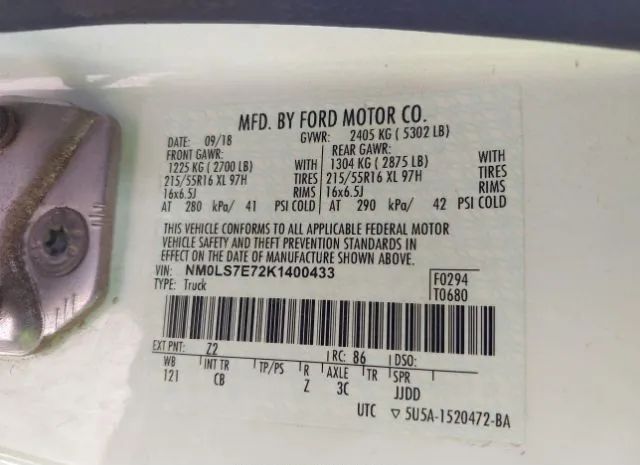 MFD. BY FORD MOTOR CO.
DATE: 09/18 GVWR: 2405 KG ( 5302 LB)
FRONT GAWR: REAR GAWR:
1225 KG ( 2700 LB) WITH 1304 KG ( 2875 LB) WITH
215/55R16 XL 97H TIRES 215/55R16 XL 97H TIRES
16x6.5J RIMS 16x6.5J RIMS
AT 280 kPa/ 41 PSI COLD AT 290 kPa/ 42 PSI COLD
THIS VEHICLE CONFORMS TO ALL APPLICABLE FEDERAL MOTOR
VEHICLE SAFETY AND THEFT PREVENTION STANDARDS IN
EFFECT ON THE DATE OF MANUFACTURE SHOWN ABOVE.
VIN: NM0LS7E72K1400433
TYPE: Truck
F0294
T0680
EXT PNT: Z2 RC: 86 DSO:
WB INT TR TP/PS R AXLE TR SPR
121 CB Z 3C JJDD
UTC ▽ 5U5A-1520472-BA